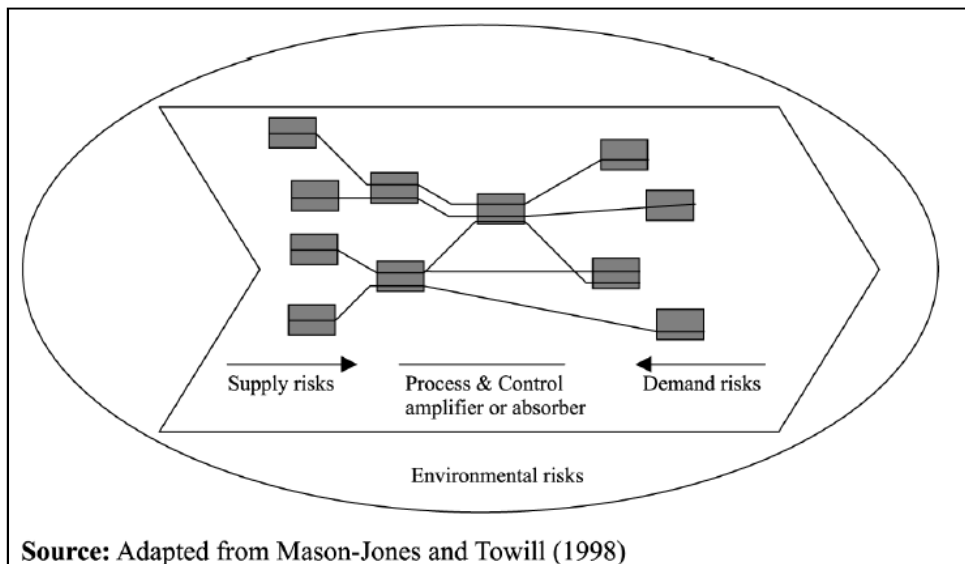 Supply risks
Process & Control
amplifier or absorber
Demand risks
Environmental risks
Source: Adapted from Mason-Jones and Towill (1998)